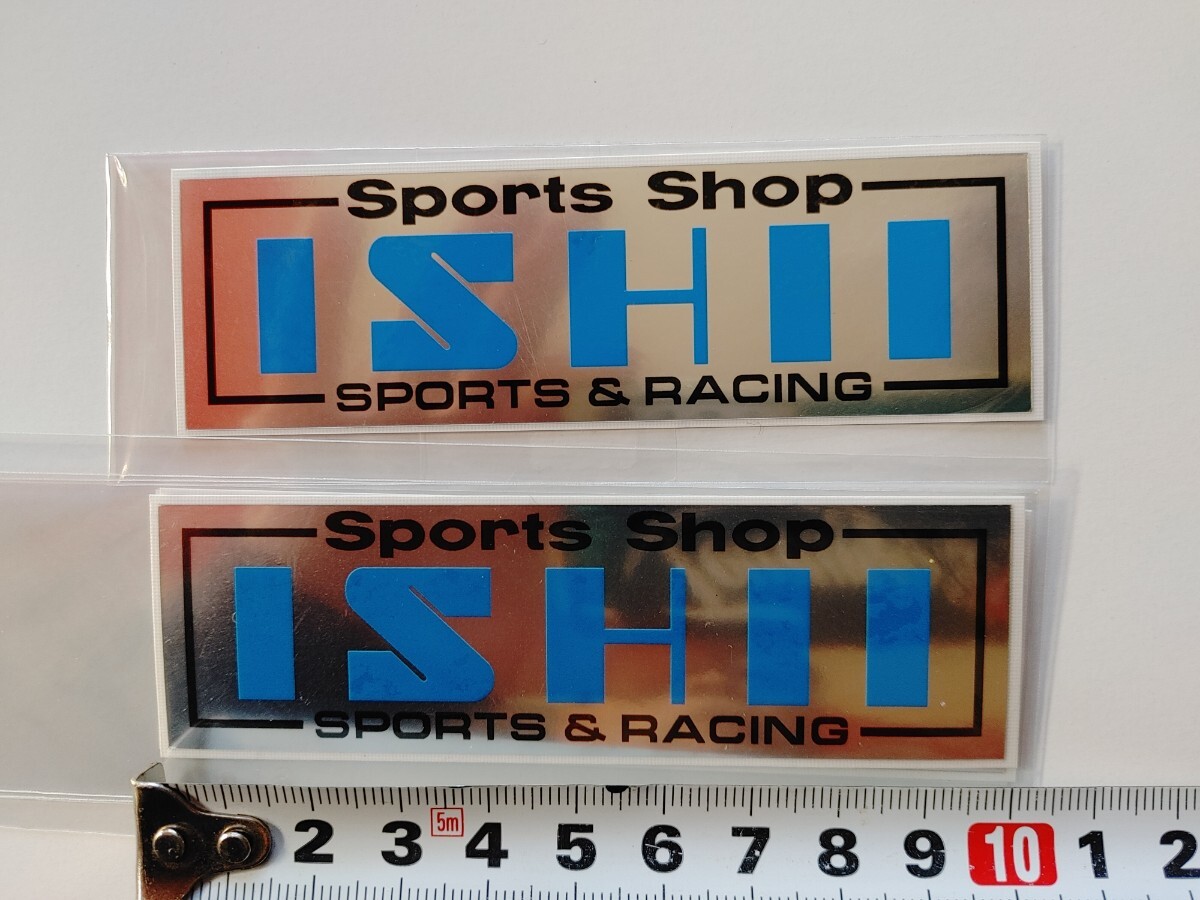 Sports Shop
ISHII
SPORTS & RACING
Sports Shop
ISHII
SPORTS & RACING
2 3 5m 4 5 6 7 8 9 10 1 2